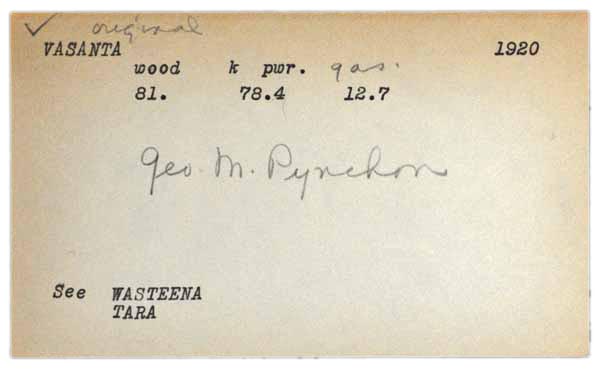 ✓ original
VASANTA 1920
wood k pwr. gas.
81. 78.4 12.7
Geo. M. Pynchon
See WASTEENA
TARA